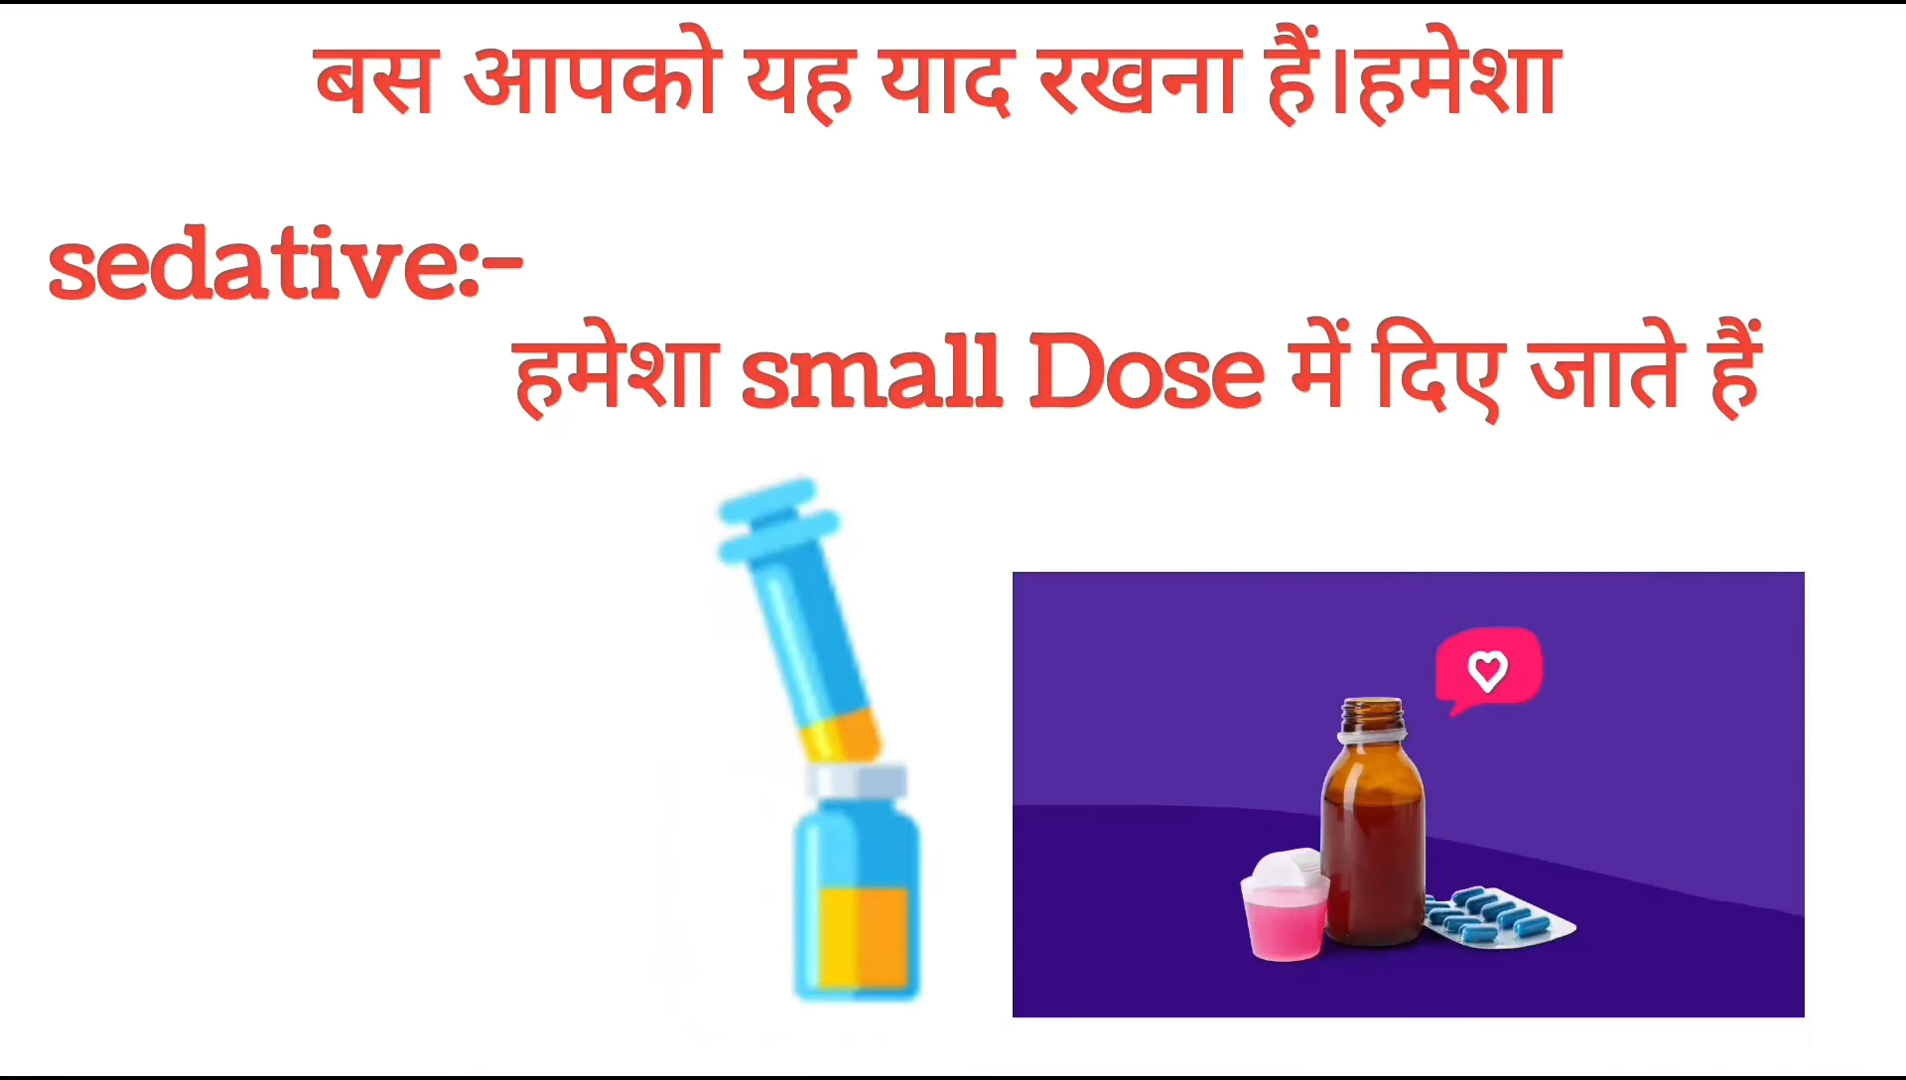 बस आपको यह याद रखना हैं।हमेशा
sedative:-
हमेशा small Dose में दिए जाते हैं